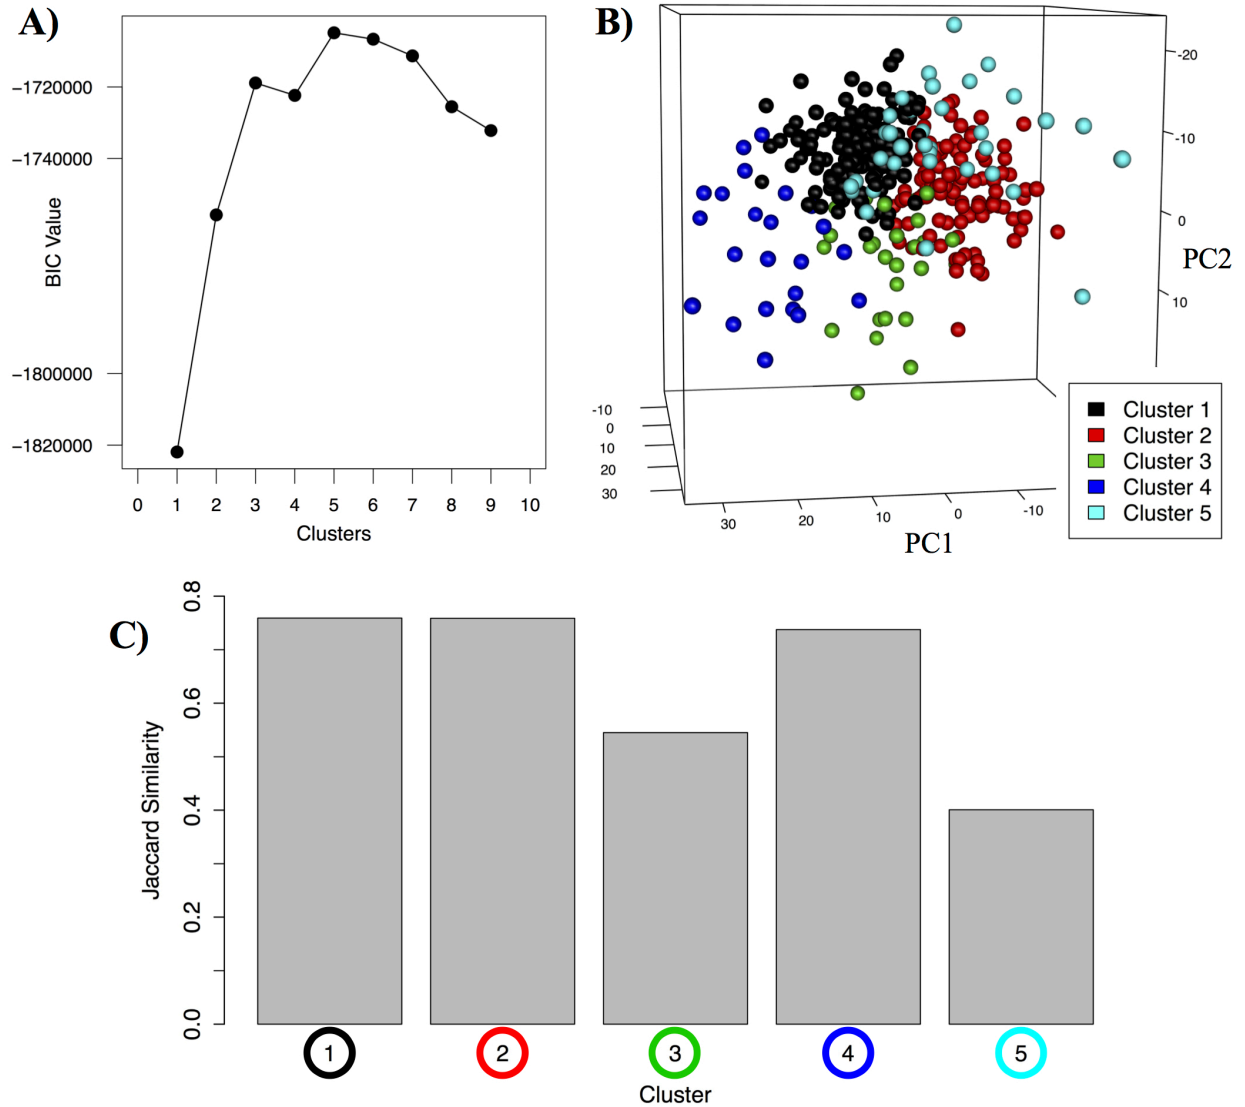 A)
−1720000
−1740000
−1800000
−1820000
BIC Value
0 1 2 3 4 5 6 7 8 9 10
Clusters
B)
-20
-10
0
10
PC2
-10
0
10
20
30
30 20 10 0 -10
PC1
Cluster 1
Cluster 2
Cluster 3
Cluster 4
Cluster 5
C)
0.8
0.6
0.4
0.2
0.0
Jaccard Similarity
1 2 3 4 5
Cluster